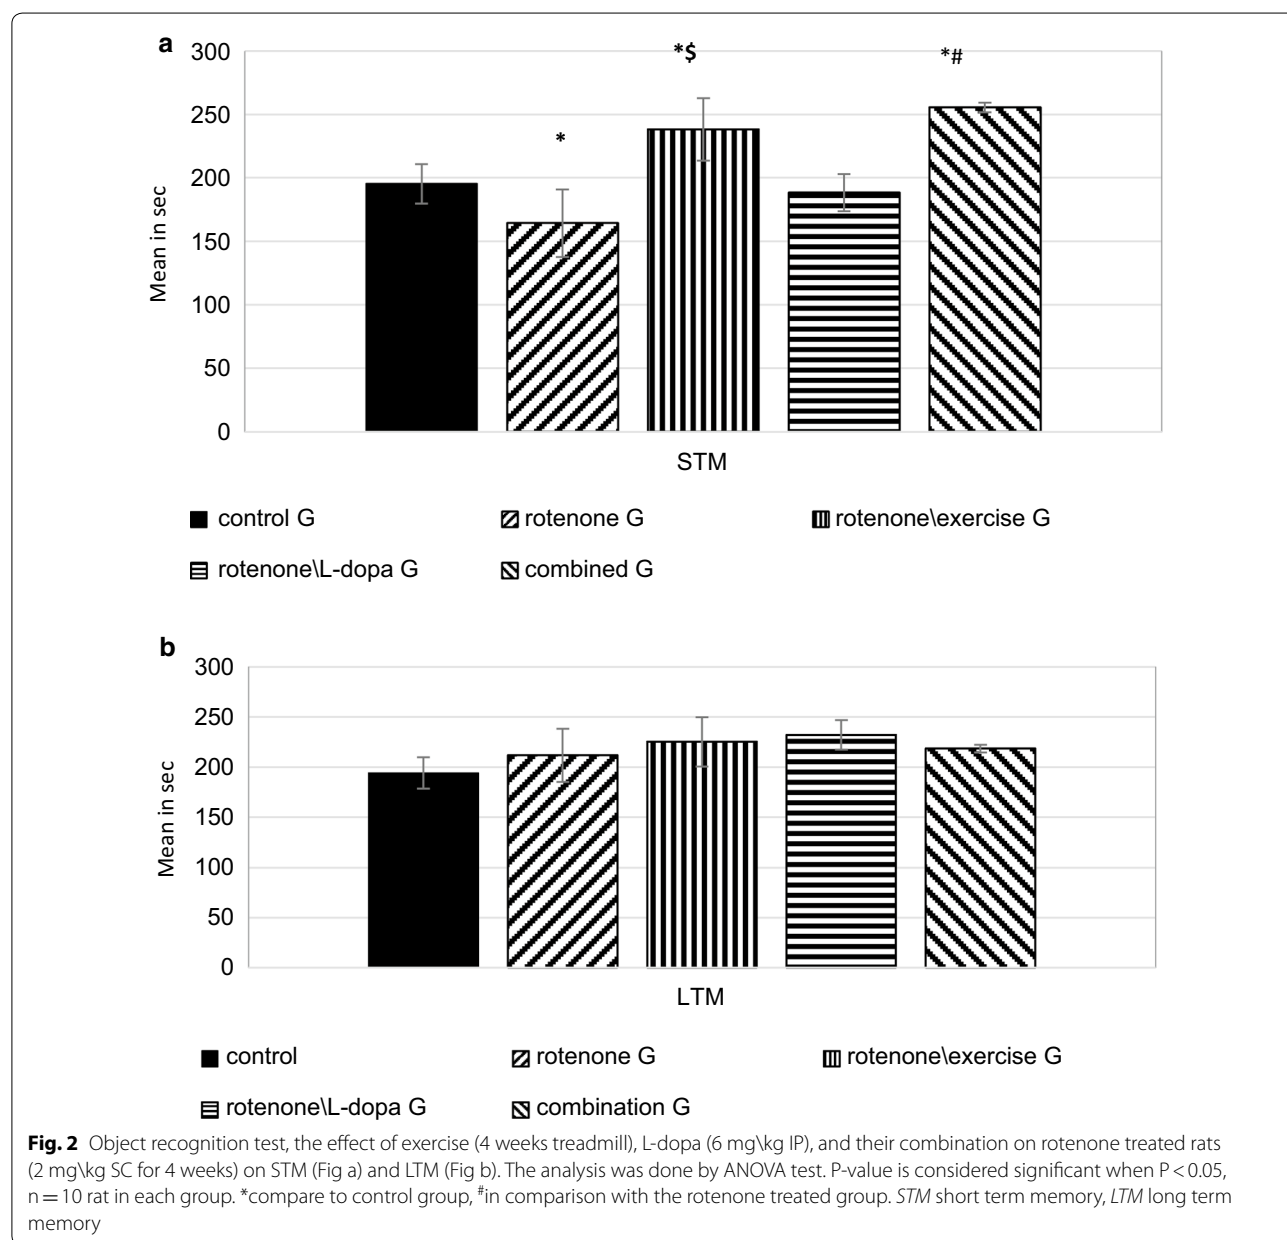 a
300
250
200
150
100
50
0
Mean in sec
*
*$
*#
STM
control G
rotenone G
rotenone\exercise G
rotenone\L-dopa G
combined G
b
300
250
200
150
100
50
0
Mean in sec
LTM
control
rotenone G
rotenone\exercise G
rotenone\L-dopa G
combination G
Fig. 2 Object recognition test, the effect of exercise (4 weeks treadmill), L-dopa (6 mg\kg IP), and their combination on rotenone treated rats
(2 mg\kg SC for 4 weeks) on STM (Fig a) and LTM (Fig b). The analysis was done by ANOVA test. P-value is considered significant when P < 0.05,
n = 10 rat in each group. *compare to control group, #in comparison with the rotenone treated group. STM short term memory, LTM long term
memory